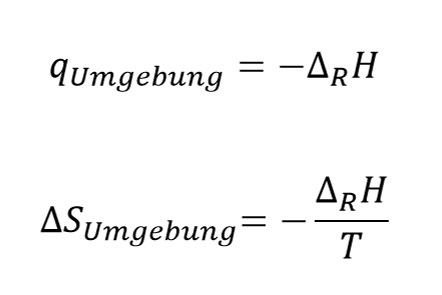 q_Umgebung = −Δ_R H
ΔS_Umgebung = − Δ_R H / T